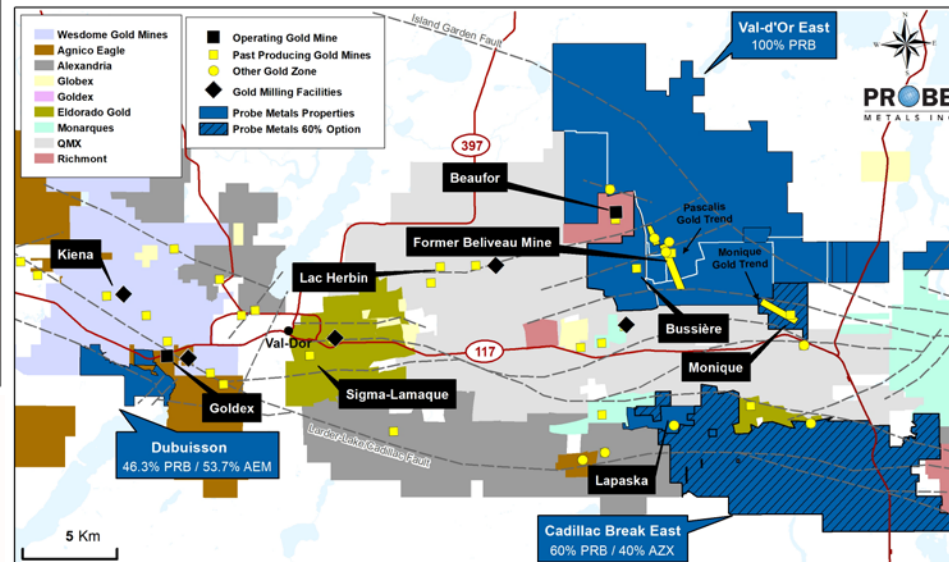 Wesdome Gold Mines
Agnico Eagle
Alexandria
Globex
Goldex
Eldorado Gold
Monarques
QMX
Richmont
Operating Gold Mine
Past Producing Gold Mines
Other Gold Zone
Gold Milling Facilities
Probe Metals Properties
Probe Metals 60% Option
Island Garden Fault
Val-d'Or East
100% PRB
N
E
S
W
PROBE
METALS INC
397
Beaufor
Pascalis
Gold Trend
Former Beliveau Mine
Monique
Gold Trend
Kiena
Lac Herbin
Bussière
Val-Dor
117
Monique
Goldex
Sigma-Lamaque
Dubuisson
46.3% PRB / 53.7% AEM
Larder-Lake/Cadillac Fault
Lapaska
Cadillac Break East
60% PRB / 40% AZX
5 Km